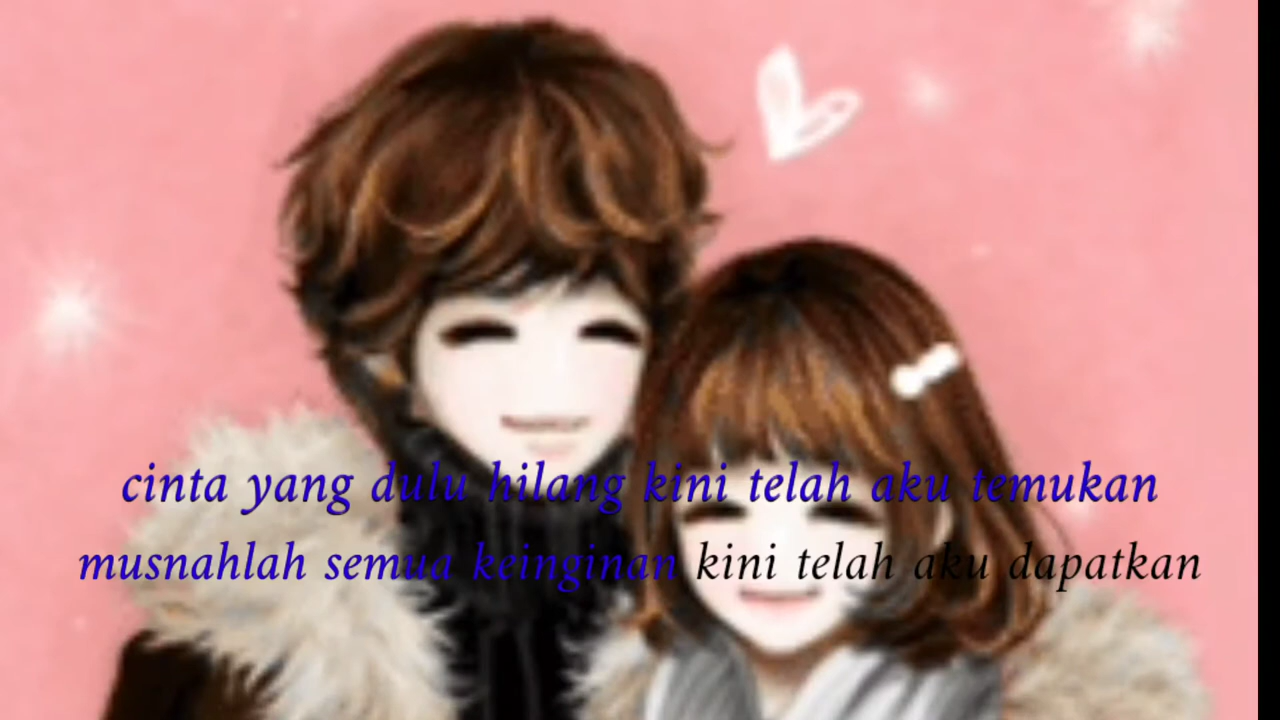 cinta yang dulu hilang kini telah aku temukan
musnahlah semua keinginan kini telah aku dapatkan